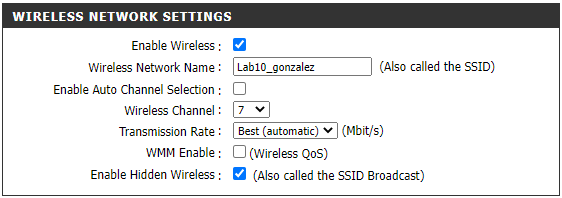 WIRELESS NETWORK SETTINGS
Enable Wireless :
Wireless Network Name : Lab10_gonzalez (Also called the SSID)
Enable Auto Channel Selection :
Wireless Channel : 7
Transmission Rate : Best (automatic) (Mbit/s)
WMM Enable : (Wireless QoS)
Enable Hidden Wireless : (Also called the SSID Broadcast)